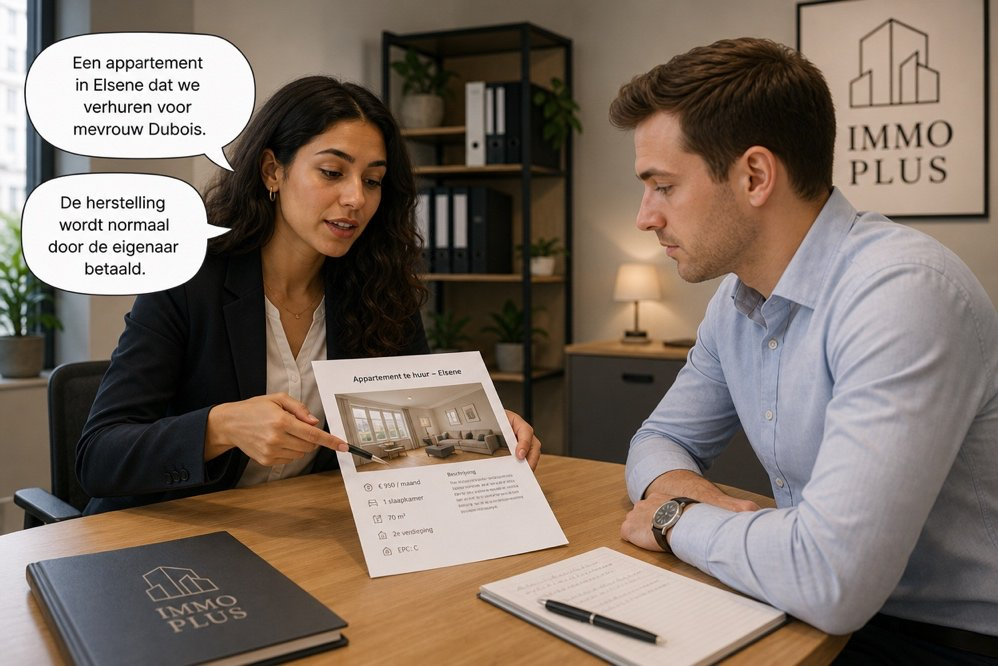 Een appartement
in Elsene dat we
verhuren voor
mevrouw Dubois.
De herstelling
wordt normaal
door de eigenaar
betaald.
IMMO
PLUS
Appartement te huur – Elsene
€ 950 / maand
1 slaapkamer
70 m²
2e verdieping
EPC: C
Beschrijving
IMMO
PLUS